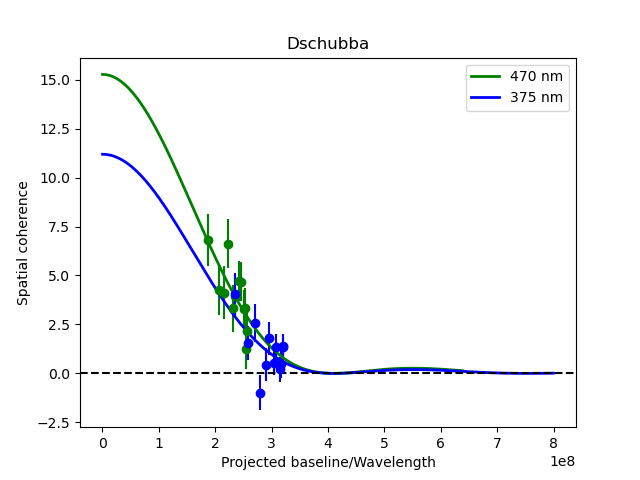 Dschubba
470 nm
375 nm
Spatial coherence
15.0
12.5
10.0
7.5
5.0
2.5
0.0
−2.5
0 1 2 3 4 5 6 7 8
1e8
Projected baseline/Wavelength